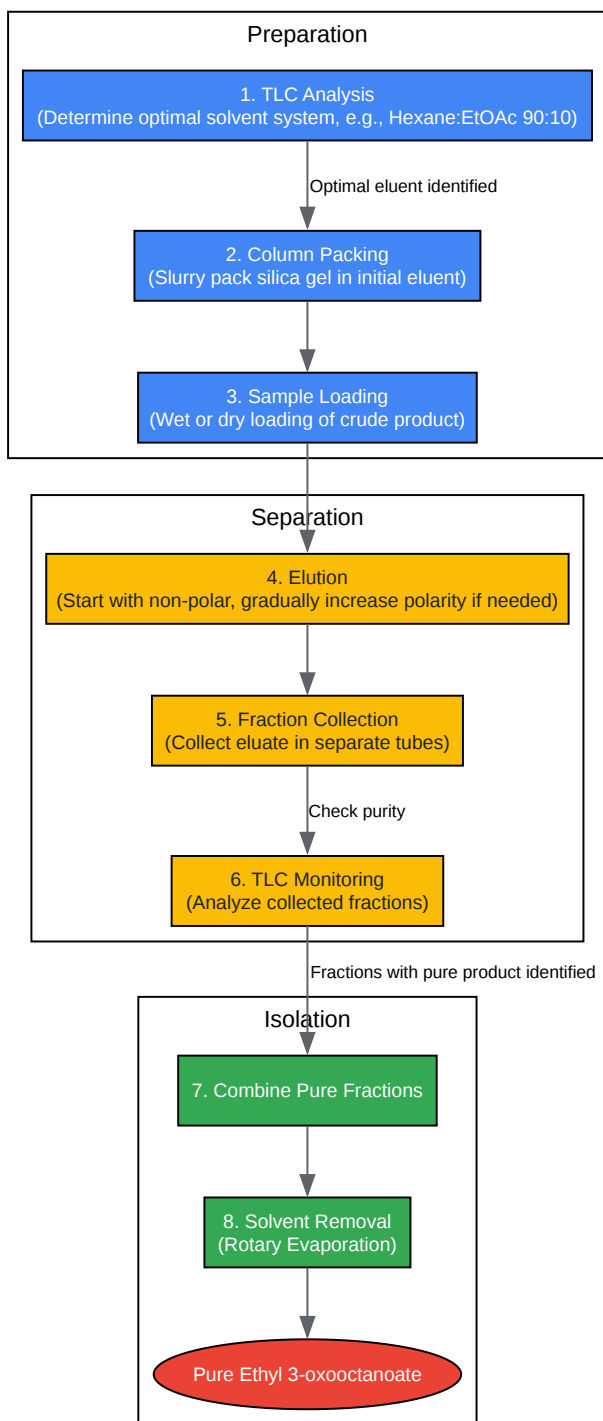 Preparation
1. TLC Analysis
(Determine optimal solvent system, e.g., Hexane:EtOAc 90:10)
Optimal eluent identified
2. Column Packing
(Slurry pack silica gel in initial eluent)
3. Sample Loading
(Wet or dry loading of crude product)
Separation
4. Elution
(Start with non-polar, gradually increase polarity if needed)
5. Fraction Collection
(Collect eluate in separate tubes)
Check purity
6. TLC Monitoring
(Analyze collected fractions)
Fractions with pure product identified
Isolation
7. Combine Pure Fractions
8. Solvent Removal
(Rotary Evaporation)
Pure Ethyl 3-oxooctanoate